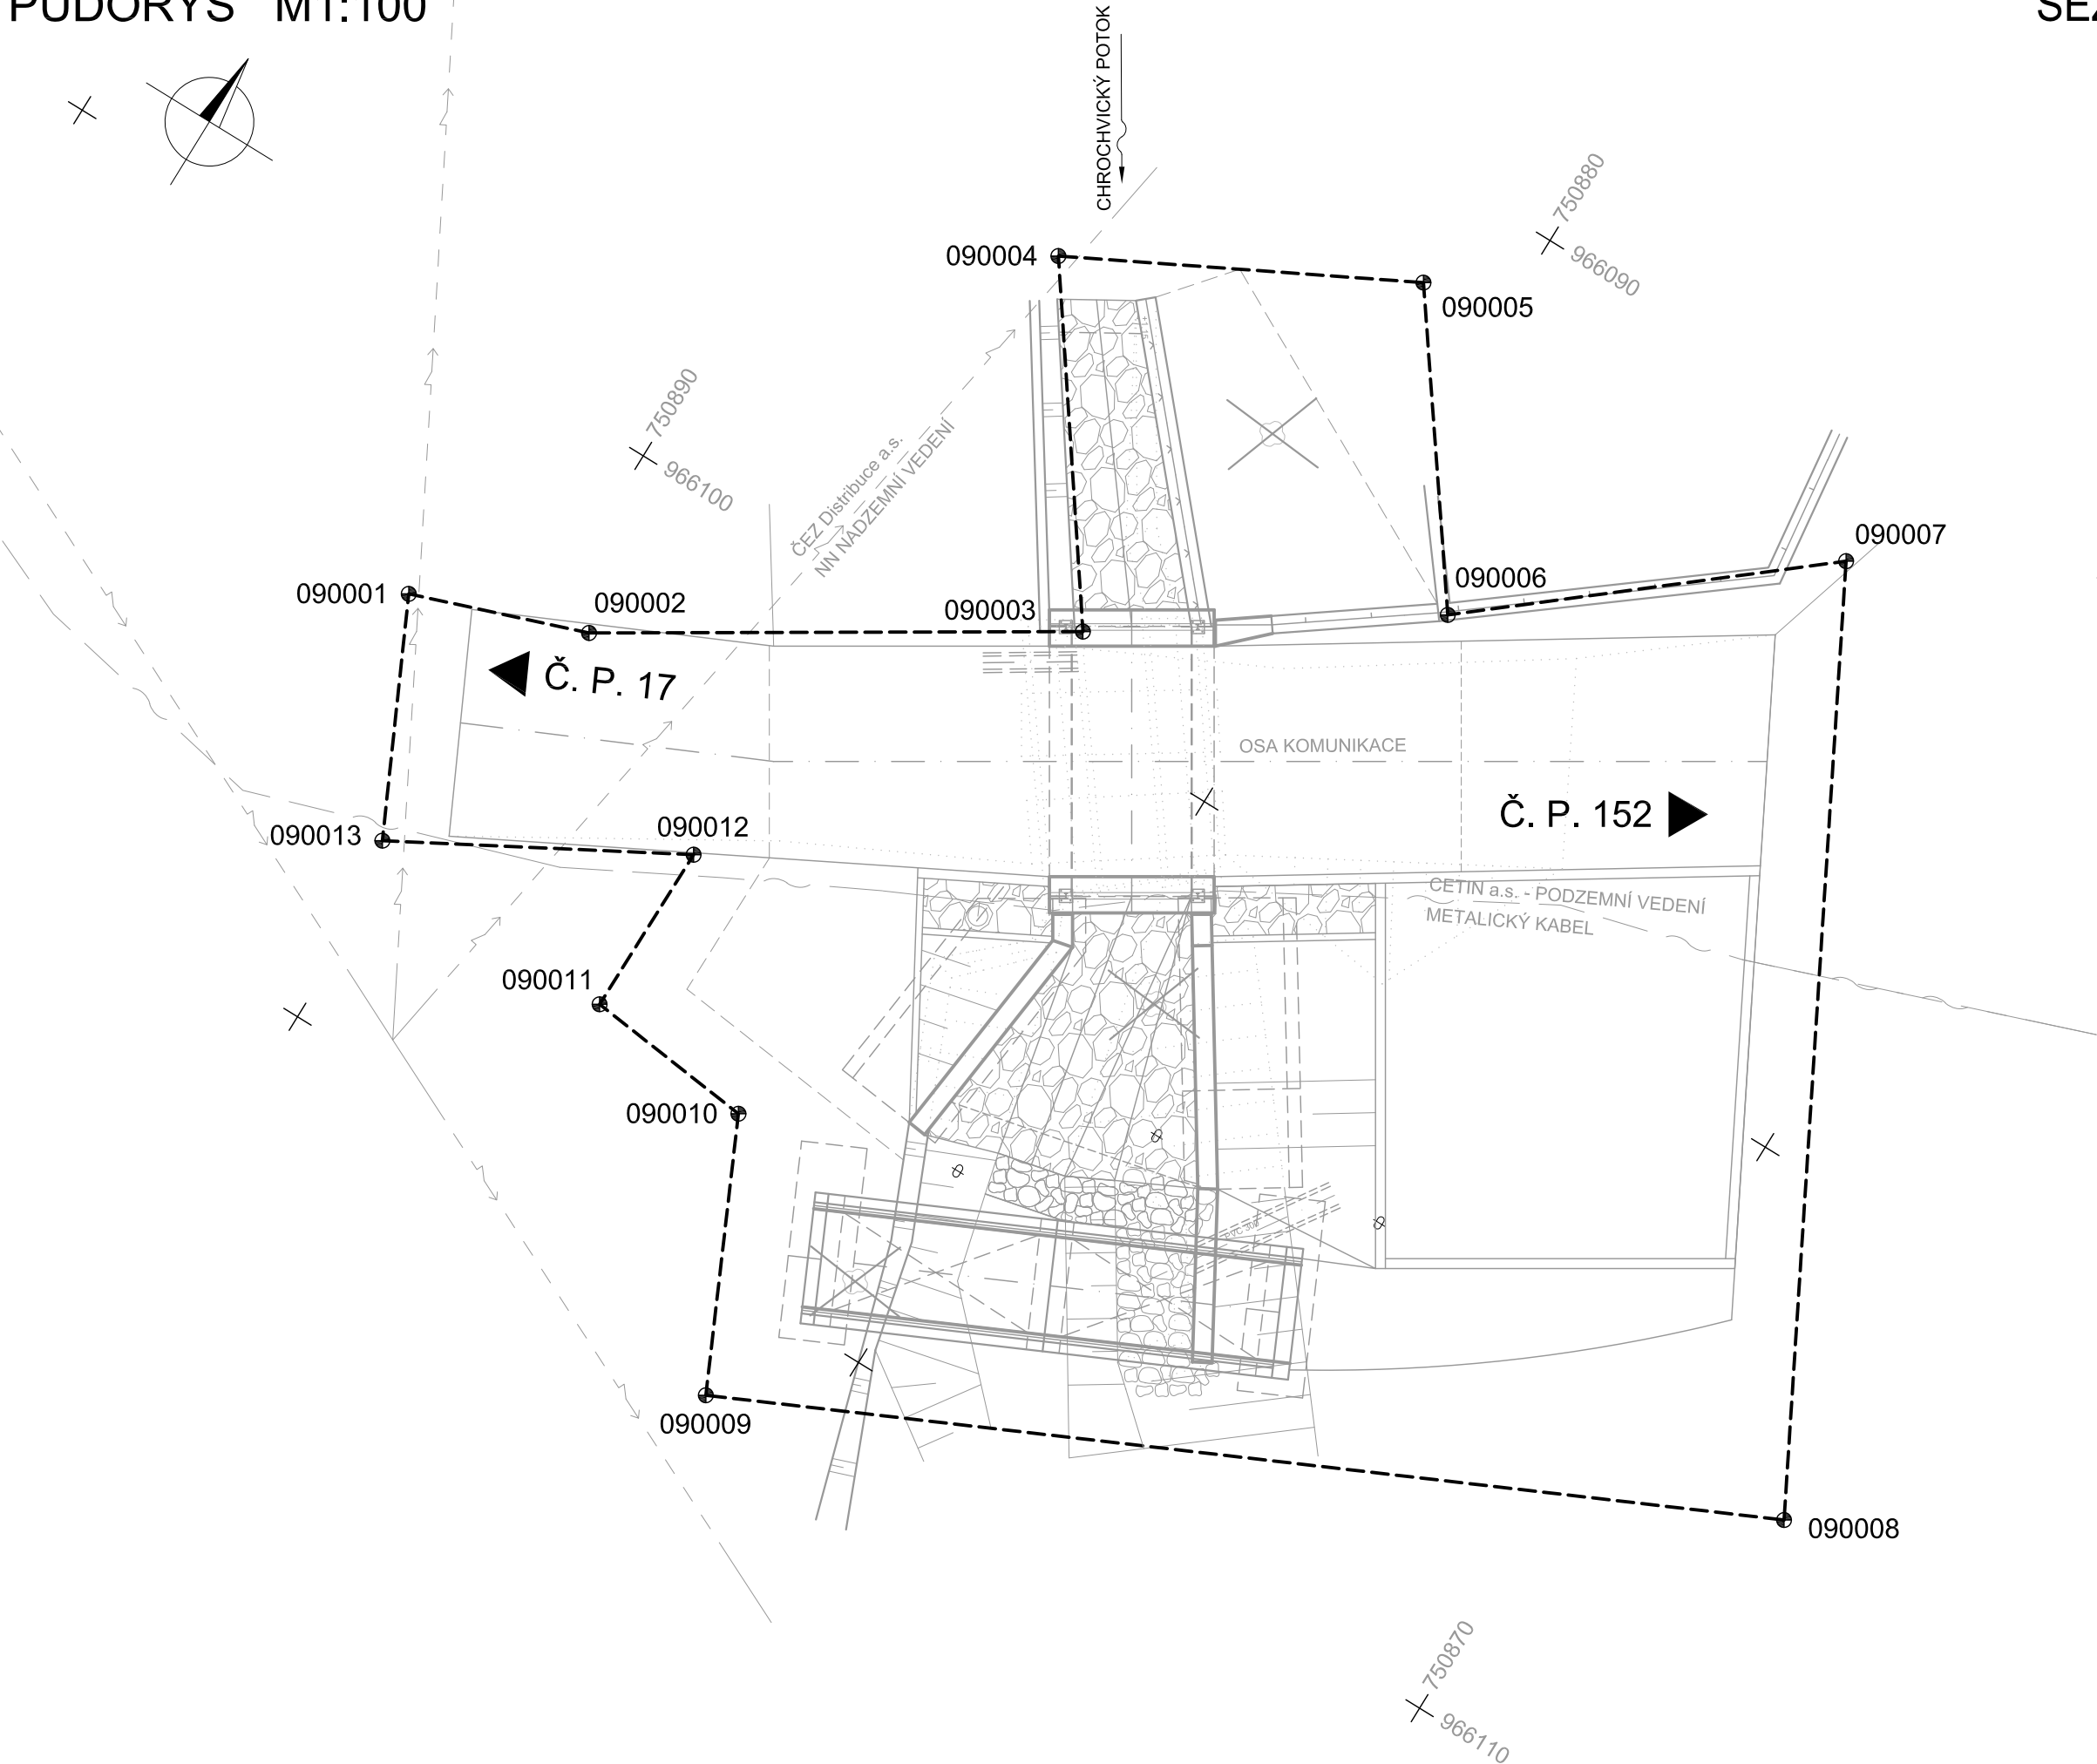 PŮDORYS M1:100
CHROCHVICKÝ POTOK
750880
966090
090004
090005
750890
966100
ČEZ Distribuce a.s.
NN NADZEMNÍ VEDENÍ
090007
090001
090002
090003
090006
Č. P. 17
OSA KOMUNIKACE
Č. P. 152
090013
090012
CETIN a.s. - PODZEMNÍ VEDENÍ
METALICKÝ KABEL
090011
090010
PVC 300
090009
090008
750870
966110